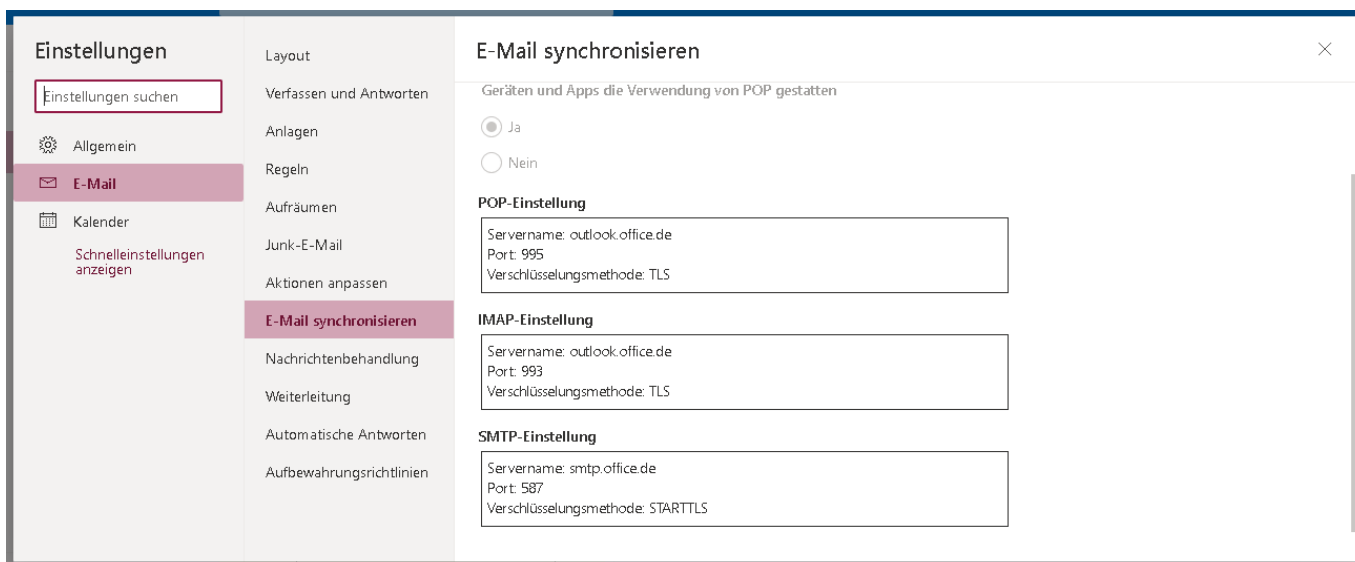 Einstellungen
Einstellungen suchen
Allgemein
E-Mail
Kalender
Schnelleinstellungen
anzeigen
Layout
Verfassen und Antworten
Anlagen
Regeln
Aufräumen
Junk-E-Mail
Aktionen anpassen
E-Mail synchronisieren
Nachrichtenbehandlung
Weiterleitung
Automatische Antworten
Aufbewahrungsrichtlinien
E-Mail synchronisieren
Geräten und Apps die Verwendung von POP gestatten
Ja
Nein
POP-Einstellung
Servername: outlook.office.de
Port: 995
Verschlüsselungsmethode: TLS
IMAP-Einstellung
Servername: outlook.office.de
Port: 993
Verschlüsselungsmethode: TLS
SMTP-Einstellung
Servername: smtp.office.de
Port: 587
Verschlüsselungsmethode: STARTTLS